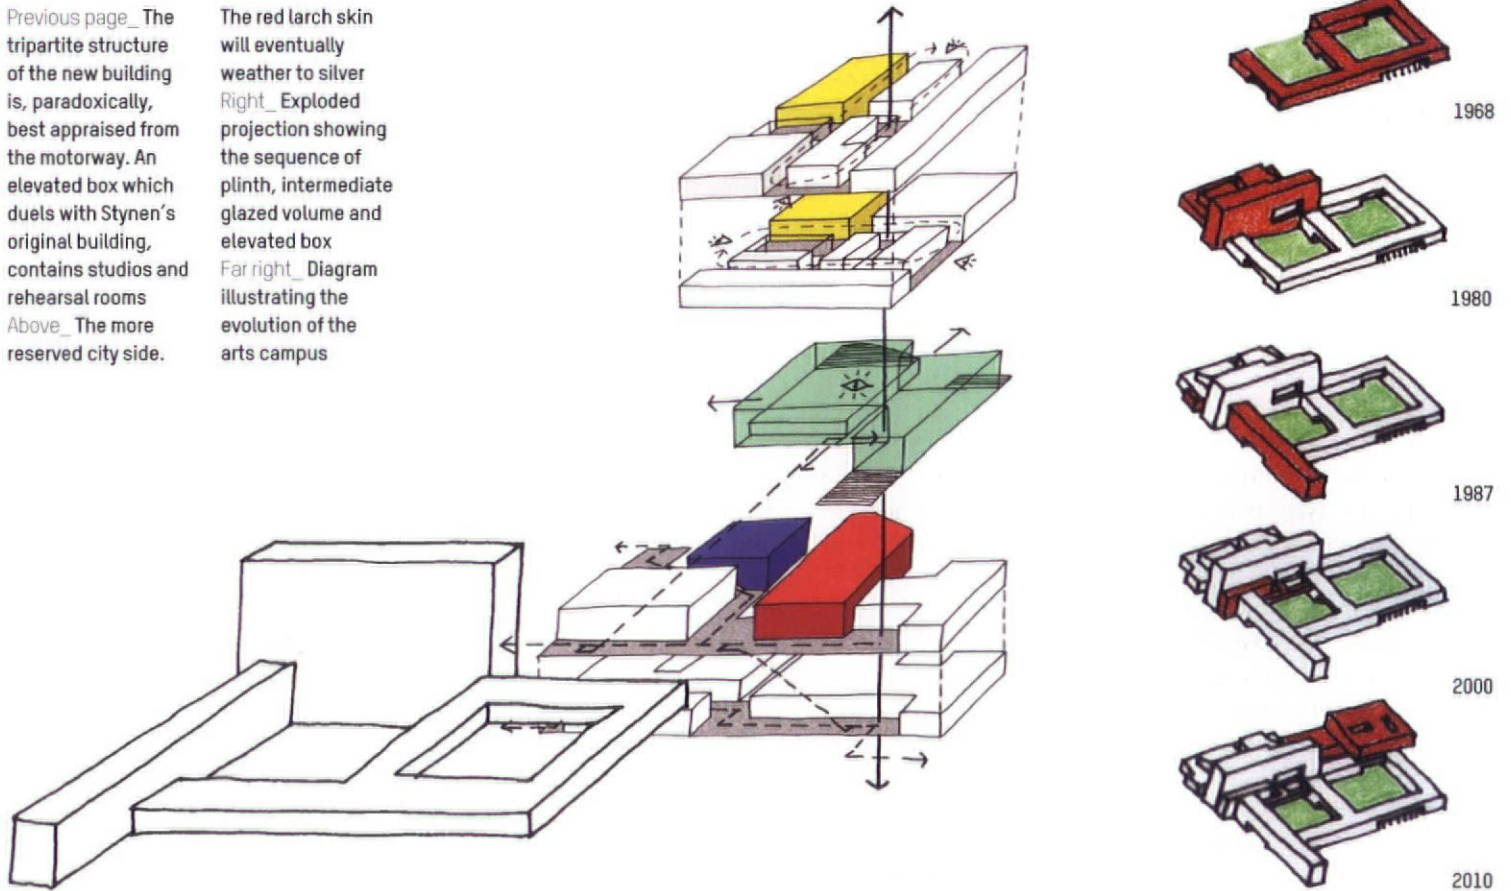 Previous page_ The
tripartite structure
of the new building
is, paradoxically,
best appraised from
the motorway. An
elevated box which
duels with Stynen's
original building,
contains studios and
rehearsal rooms
Above_ The more
reserved city side.
The red larch skin
will eventually
weather to silver
Right_ Exploded
projection showing
the sequence of
plinth, intermediate
glazed volume and
elevated box
Far right_ Diagram
illustrating the
evolution of the
arts campus
1968
1980
1987
2000
2010